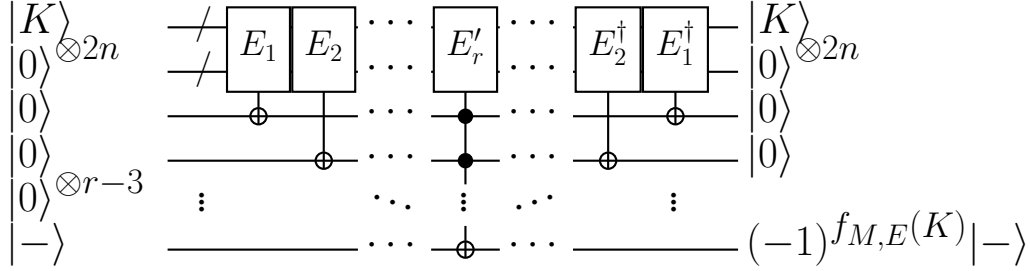 |K⟩ E₁ E₂ ··· ··· E′ᵣ ··· E₂† E₁† |K⟩
|0⟩^{⊗2n} ··· ··· |0⟩^{⊗2n}
|0⟩ ··· ··· |0⟩
|0⟩ ··· ··· |0⟩
|0⟩^{⊗r−3} ⋮ ⋱ ⋮ ⋰ ⋮
|−⟩ ··· ··· (−1)^{f_{M,E}(K)}|−⟩